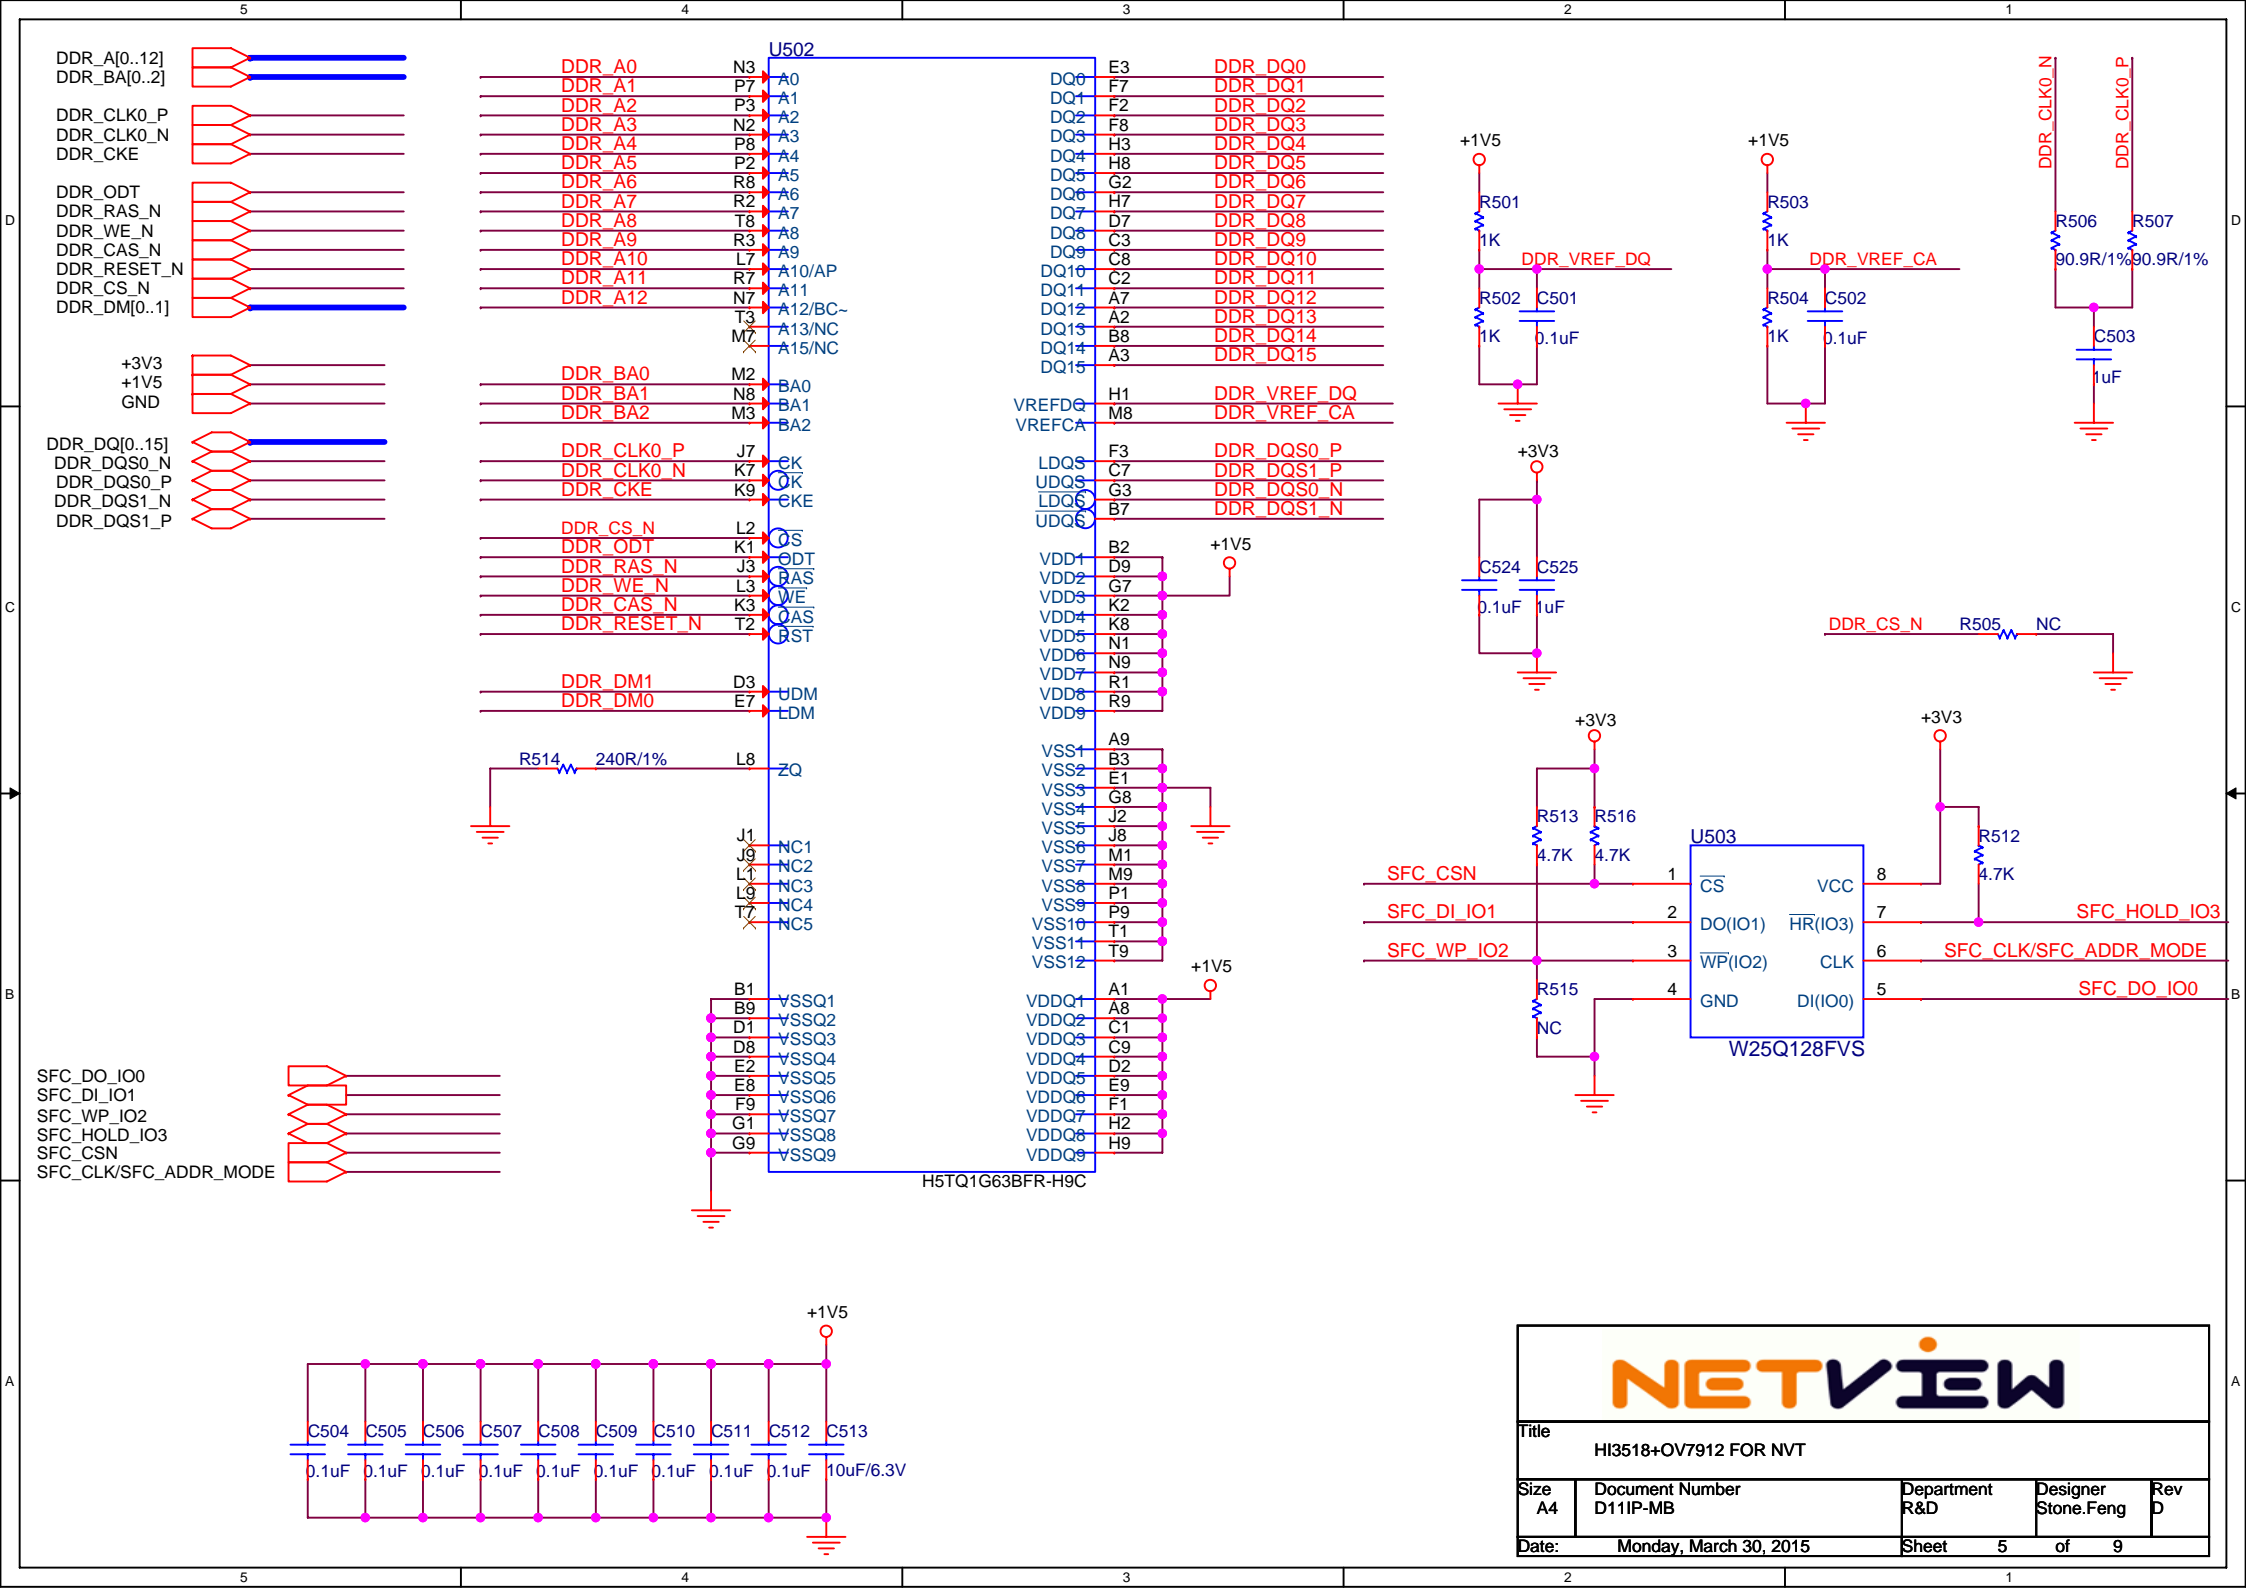 5 4 3 2 1
D
C
B
A
DDR_A[0..12]
DDR_BA[0..2]
DDR_CLK0_P
DDR_CLK0_N
DDR_CKE
DDR_ODT
DDR_RAS_N
DDR_WE_N
DDR_CAS_N
DDR_RESET_N
DDR_CS_N
DDR_DM[0..1]
+3V3
+1V5
GND
DDR_DQ[0..15]
DDR_DQS0_N
DDR_DQS0_P
DDR_DQS1_N
DDR_DQS1_P
SFC_DO_IO0
SFC_DI_IO1
SFC_WP_IO2
SFC_HOLD_IO3
SFC_CSN
SFC_CLK/SFC_ADDR_MODE
U502
DDR_A0 N3 A0
DDR_A1 P7 A1
DDR_A2 P3 A2
DDR_A3 N2 A3
DDR_A4 P8 A4
DDR_A5 P2 A5
DDR_A6 R8 A6
DDR_A7 R2 A7
DDR_A8 T8 A8
DDR_A9 R3 A9
DDR_A10 L7 A10/AP
DDR_A11 R7 A11
DDR_A12 N7 A12/BC~
T3 A13/NC
M7 A15/NC
DDR_BA0 M2 BA0
DDR_BA1 N8 BA1
DDR_BA2 M3 BA2
DDR_CLK0_P J7 CK
DDR_CLK0_N K7 CK
DDR_CKE K9 CKE
DDR_CS_N L2 CS
DDR_ODT K1 ODT
DDR_RAS_N J3 RAS
DDR_WE_N L3 WE
DDR_CAS_N K3 CAS
DDR_RESET_N T2 RST
DDR_DM1 D3 UDM
DDR_DM0 E7 LDM
R514 240R/1% L8 ZQ
J1 NC1
J9 NC2
L1 NC3
L9 NC4
T7 NC5
B1 VSSQ1
B9 VSSQ2
D1 VSSQ3
D8 VSSQ4
E2 VSSQ5
E8 VSSQ6
F9 VSSQ7
G1 VSSQ8
G9 VSSQ9
DQ0 E3 DDR_DQ0
DQ1 F7 DDR_DQ1
DQ2 F2 DDR_DQ2
DQ3 F8 DDR_DQ3
DQ4 H3 DDR_DQ4
DQ5 H8 DDR_DQ5
DQ6 G2 DDR_DQ6
DQ7 H7 DDR_DQ7
DQ8 D7 DDR_DQ8
DQ9 C3 DDR_DQ9
DQ10 C8 DDR_DQ10
DQ11 C2 DDR_DQ11
DQ12 A7 DDR_DQ12
DQ13 A2 DDR_DQ13
DQ14 B8 DDR_DQ14
DQ15 A3 DDR_DQ15
VREFDQ H1 DDR_VREF_DQ
VREFCA M8 DDR_VREF_CA
LDQS F3 DDR_DQS0_P
UDQS C7 DDR_DQS1_P
LDQS G3 DDR_DQS0_N
UDQS B7 DDR_DQS1_N
+1V5
VDD1 B2
VDD2 D9
VDD3 G7
VDD4 K2
VDD5 K8
VDD6 N1
VDD7 N9
VDD8 R1
VDD9 R9
VSS1 A9
VSS2 B3
VSS3 E1
VSS4 G8
VSS5 J2
VSS6 J8
VSS7 M1
VSS8 M9
VSS9 P1
VSS10 P9
VSS11 T1
VSS12 T9
+1V5
VDDQ1 A1
VDDQ2 A8
VDDQ3 C1
VDDQ4 C9
VDDQ5 D2
VDDQ6 E9
VDDQ7 F1
VDDQ8 H2
VDDQ9 H9
H5TQ1G63BFR-H9C
+1V5
R501
1K
DDR_VREF_DQ
R502 C501
1K 0.1uF
+1V5
R503
1K
DDR_VREF_CA
R504 C502
1K 0.1uF
DDR_CLK0_N
DDR_CLK0_P
R506 R507
90.9R/1% 90.9R/1%
C503
1uF
+3V3
C524 C525
0.1uF 1uF
DDR_CS_N R505 NC
+3V3
R513 R516
4.7K 4.7K
+3V3
R512
4.7K
U503
SFC_CSN 1 CS
SFC_DI_IO1 2 DO(IO1)
SFC_WP_IO2 3 WP(IO2)
4 GND
VCC 8
HR(IO3) 7 SFC_HOLD_IO3
CLK 6 SFC_CLK/SFC_ADDR_MODE
DI(IO0) 5 SFC_DO_IO0
R515
NC
W25Q128FVS
+1V5
C504 C505 C506 C507 C508 C509 C510 C511 C512 C513
0.1uF 0.1uF 0.1uF 0.1uF 0.1uF 0.1uF 0.1uF 0.1uF 0.1uF 10uF/6.3V
NETVIEW
Title
HI3518+OV7912 FOR NVT
Size Document Number Department Designer Rev
A4 D11IP-MB R&D Stone.Feng D
Date: Monday, March 30, 2015 Sheet 5 of 9
D
C
B
A
5 4 3 2 1